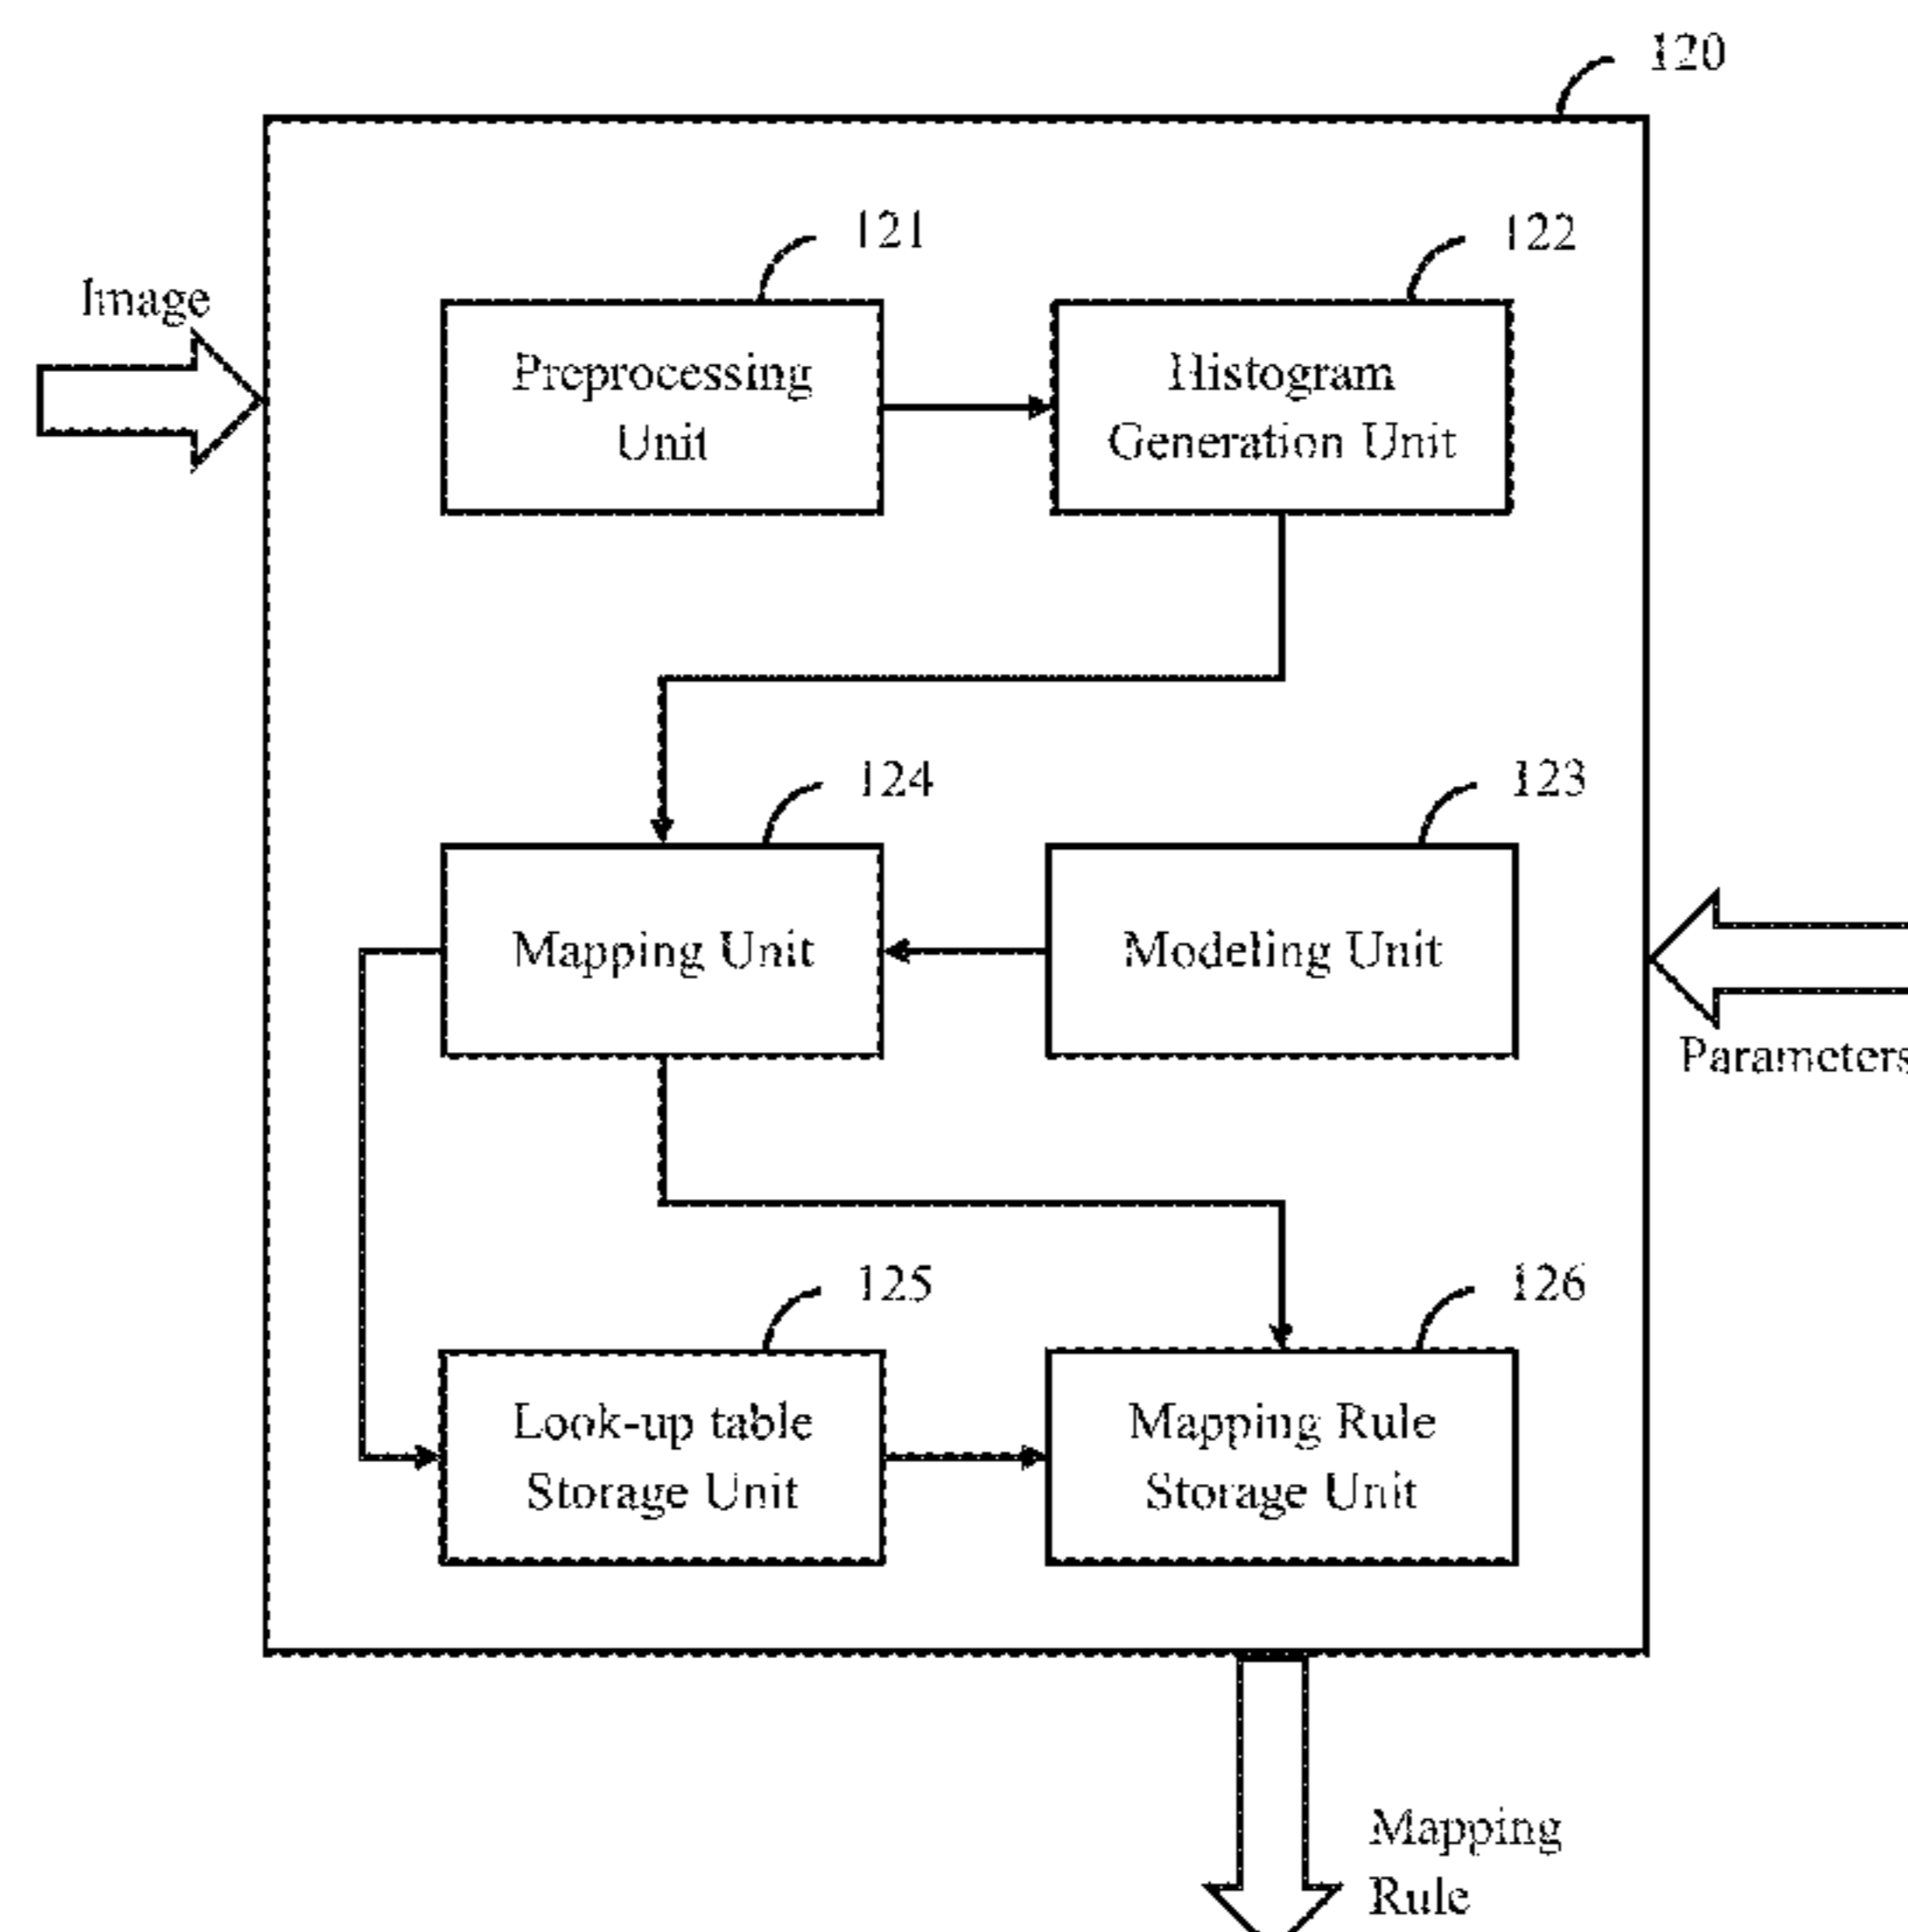 120
121
122
Image
Preprocessing
Unit
Histogram
Generation Unit
124
123
Mapping Unit
Modeling Unit
Parameters
125
126
Look-up table
Storage Unit
Mapping Rule
Storage Unit
Mapping
Rule